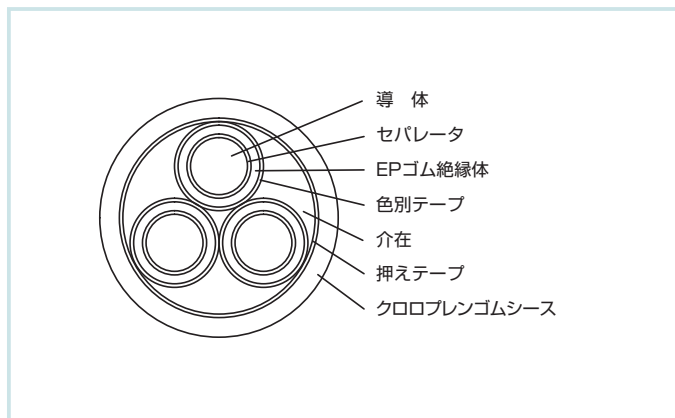 導　体
セパレータ
EPゴム絶縁体
色別テープ
介在
押えテープ
クロロプレンゴムシース